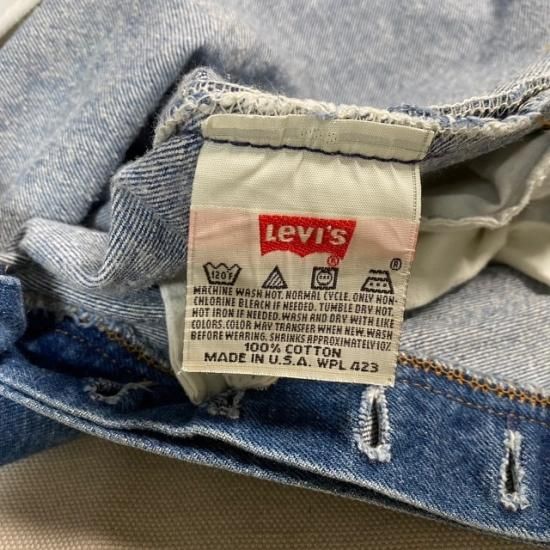 Levi's
®
120°F
®
MACHINE WASH HOT. NORMAL CYCLE. ONLY NON-
CHLORINE BLEACH IF NEEDED. TUMBLE DRY HOT.
HOT IRON IF NEEDED. WASH AND DRY WITH LIKE
COLORS. COLOR MAY TRANSFER WHEN NEW. WASH
BEFORE WEARING. SHRINKS APPROXIMATELY 10%
100% COTTON
MADE IN U.S.A. WPL 423